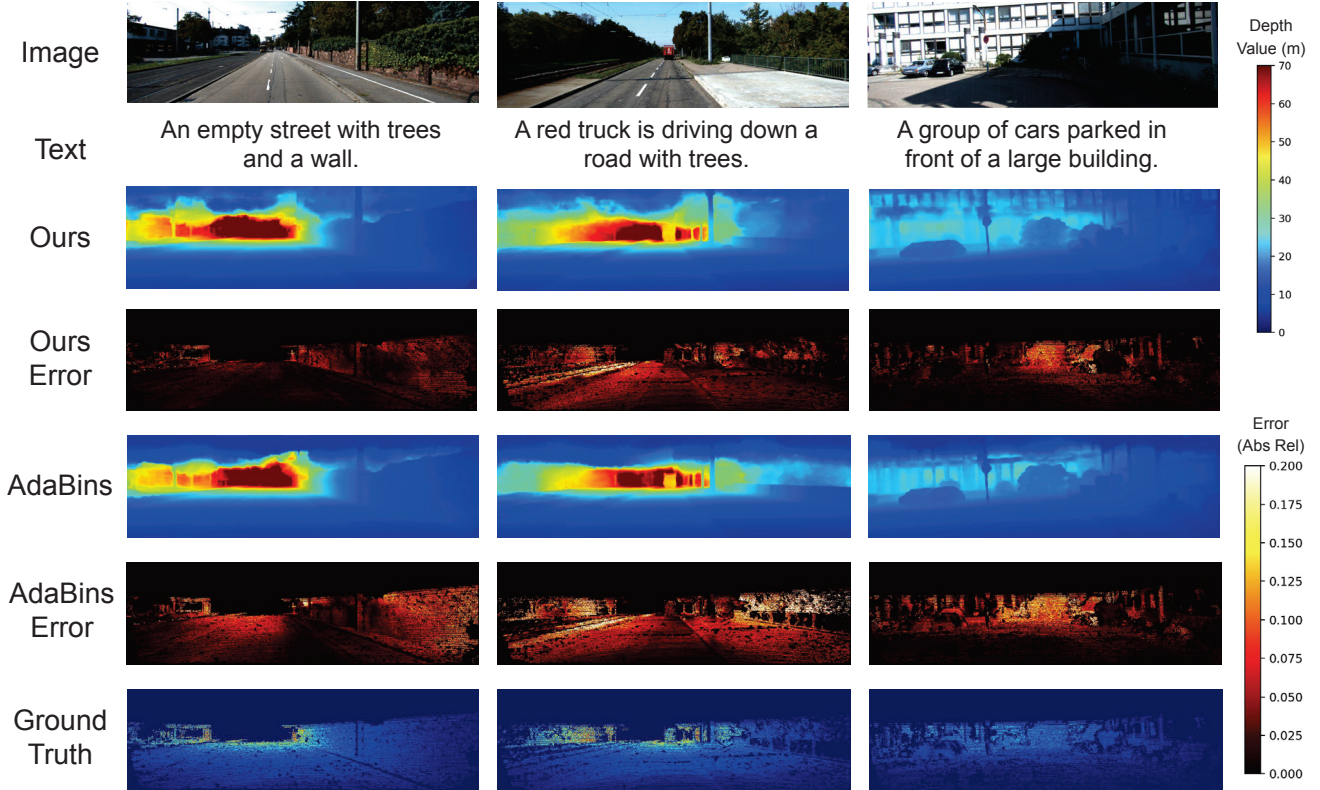 Image
Depth
Value (m)
70
60
50
40
30
20
10
0
Text
An empty street with trees
and a wall.
A red truck is driving down a
road with trees.
A group of cars parked in
front of a large building.
Ours
Ours
Error
AdaBins
AdaBins
Error
Ground
Truth
Error
(Abs Rel)
0.200
0.175
0.150
0.125
0.100
0.075
0.050
0.025
0.000